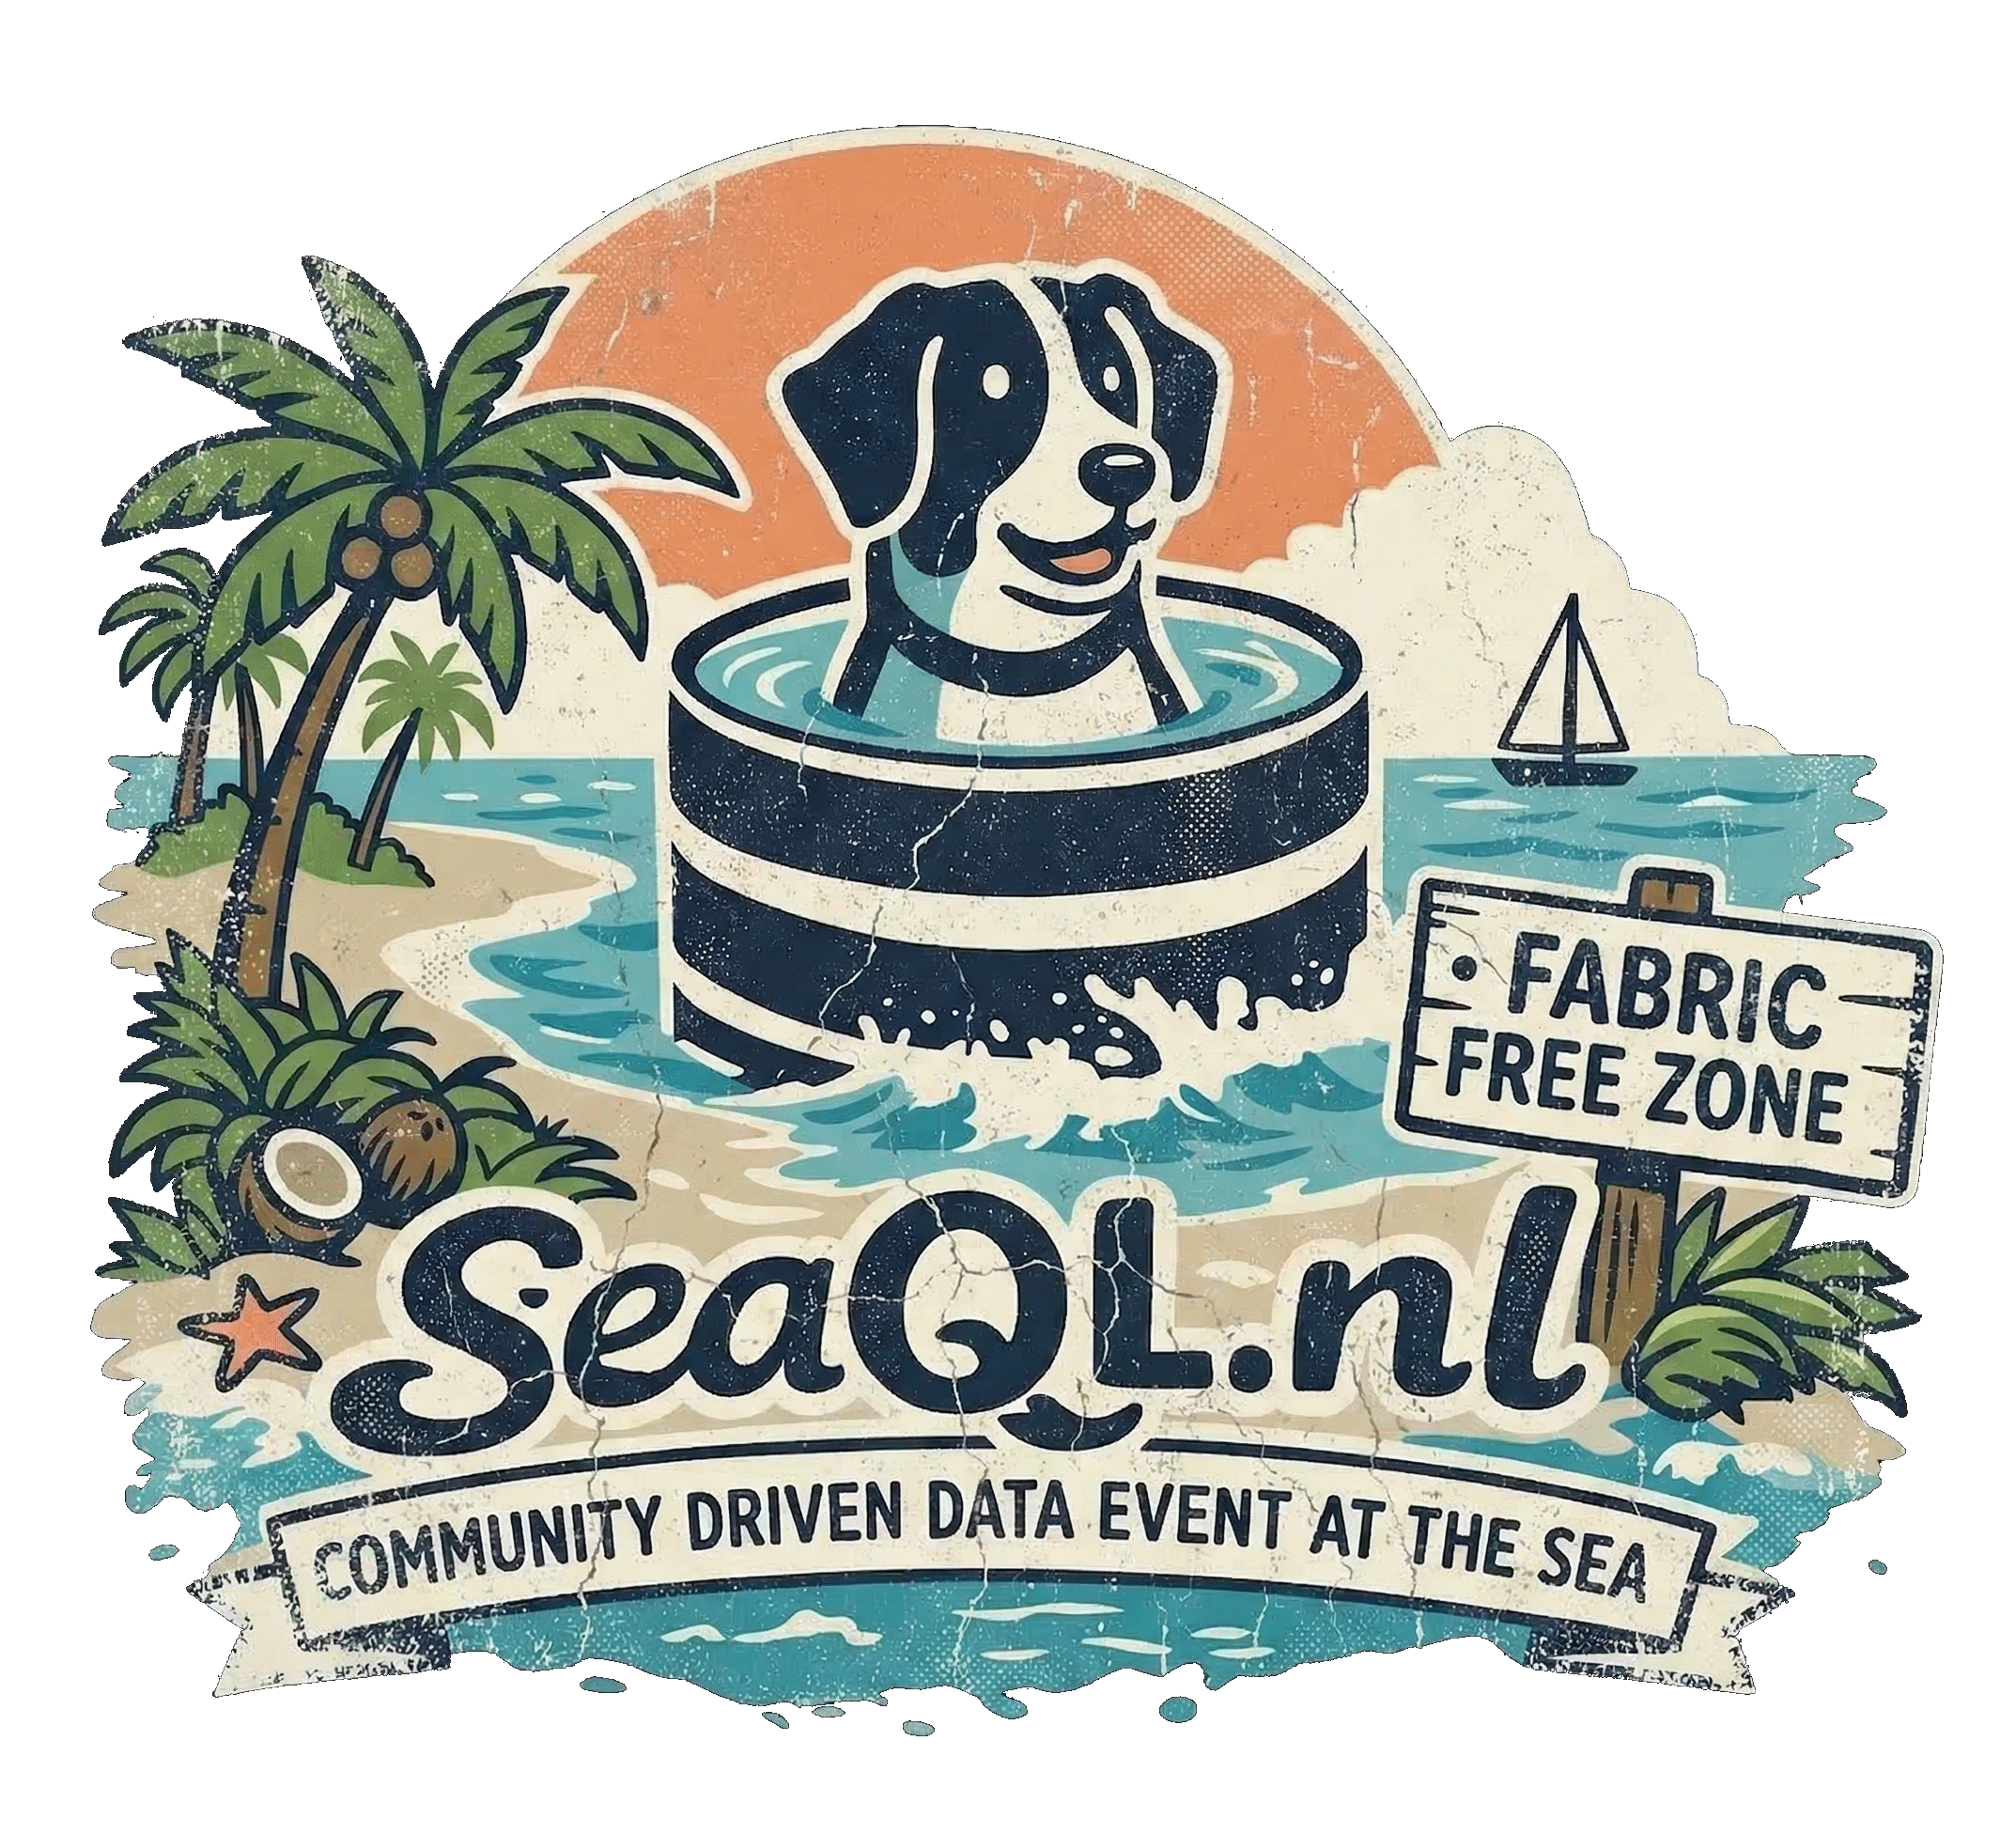 FABRIC
FREE ZONE
SeaQL.nl
COMMUNITY DRIVEN DATA EVENT AT THE SEA